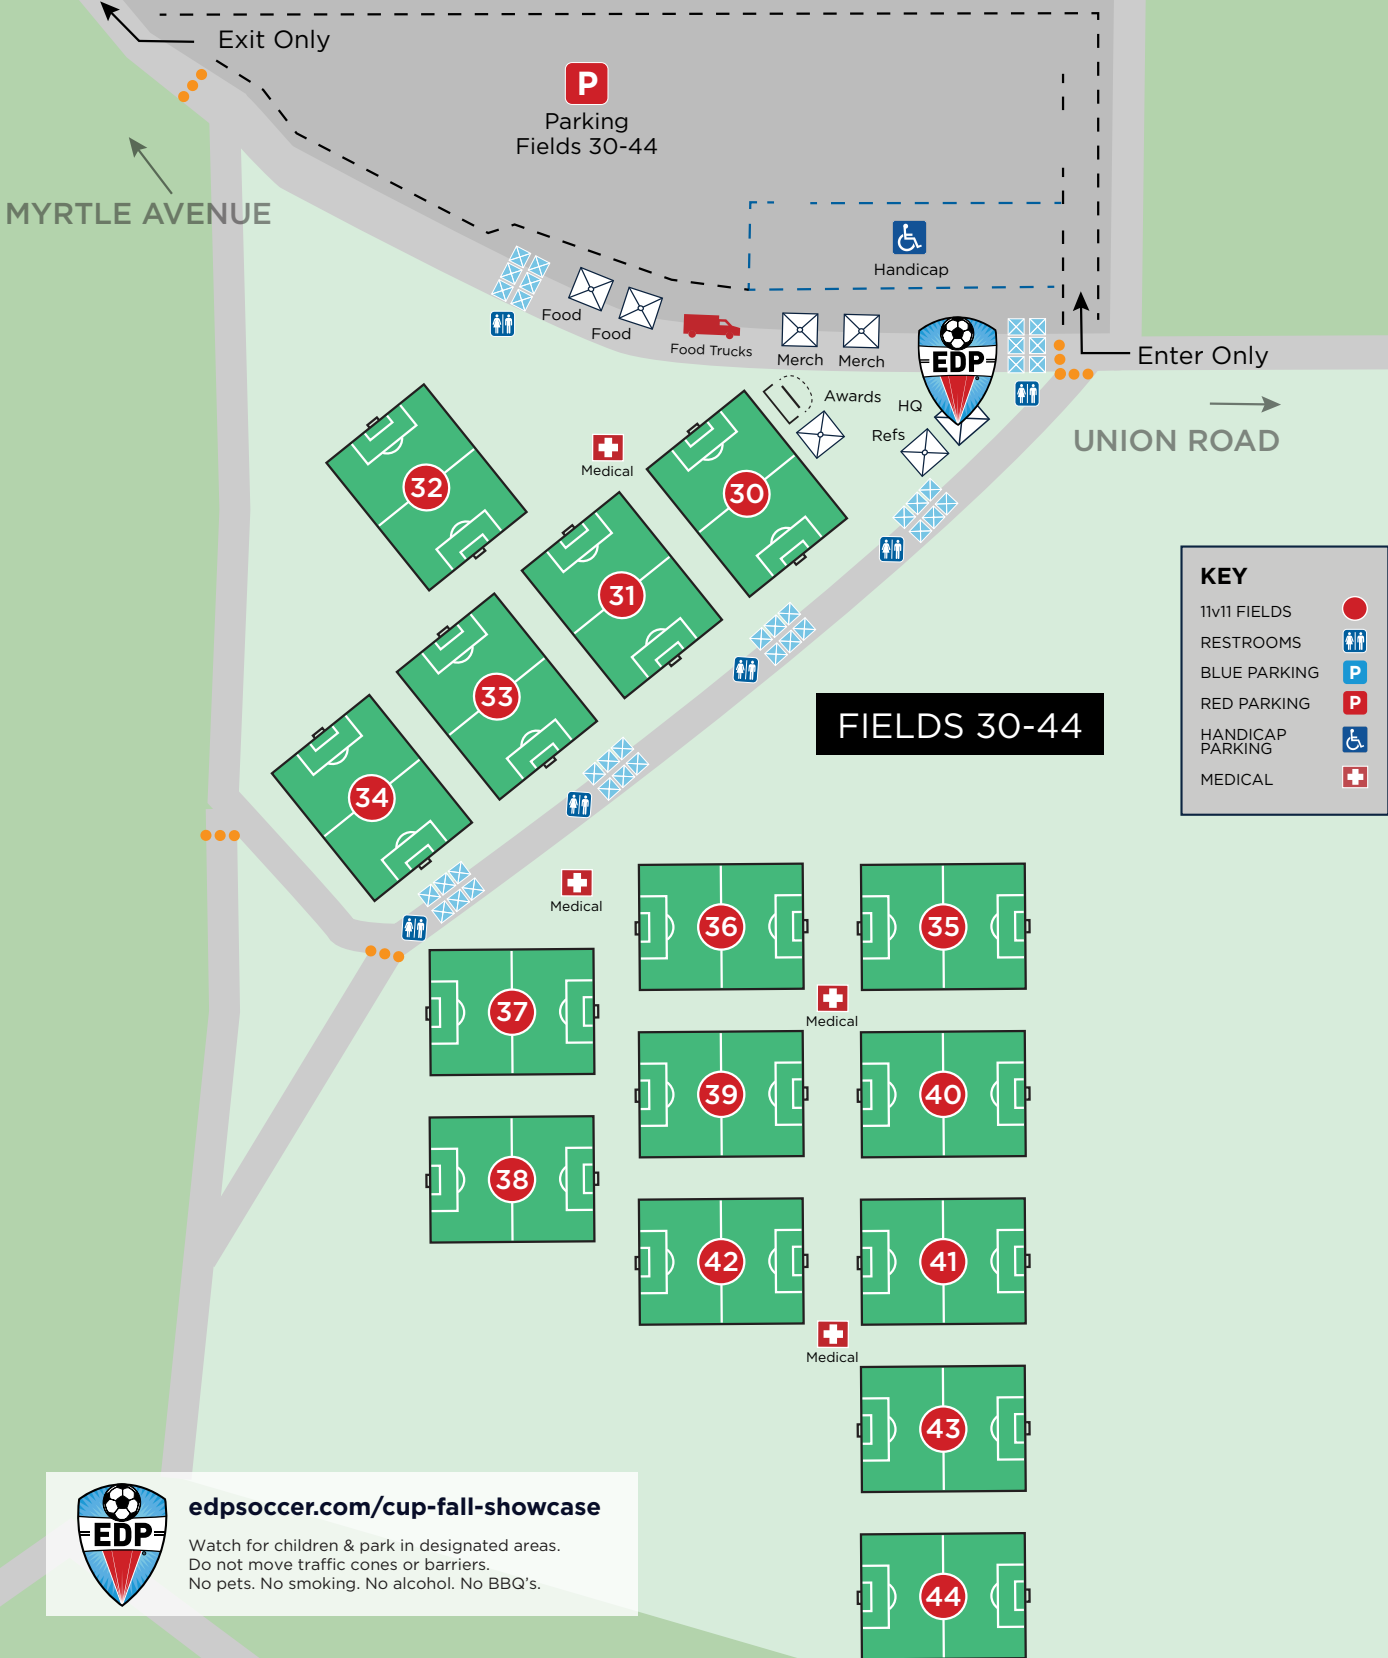 Exit Only
P
Parking
Fields 30-44
MYRTLE AVENUE
Handicap
Food
Food
Food Trucks
Merch
Merch
EDP
Enter Only
Awards
HQ
Refs
UNION ROAD
Medical
32
30
31
33
34
KEY
11v11 FIELDS
RESTROOMS
BLUE PARKING
P
RED PARKING
P
HANDICAP
PARKING
MEDICAL
FIELDS 30-44
Medical
36
35
37
Medical
39
40
38
42
41
Medical
43
44
EDP
edpsoccer.com/cup-fall-showcase
Watch for children & park in designated areas.
Do not move traffic cones or barriers.
No pets. No smoking. No alcohol. No BBQ's.